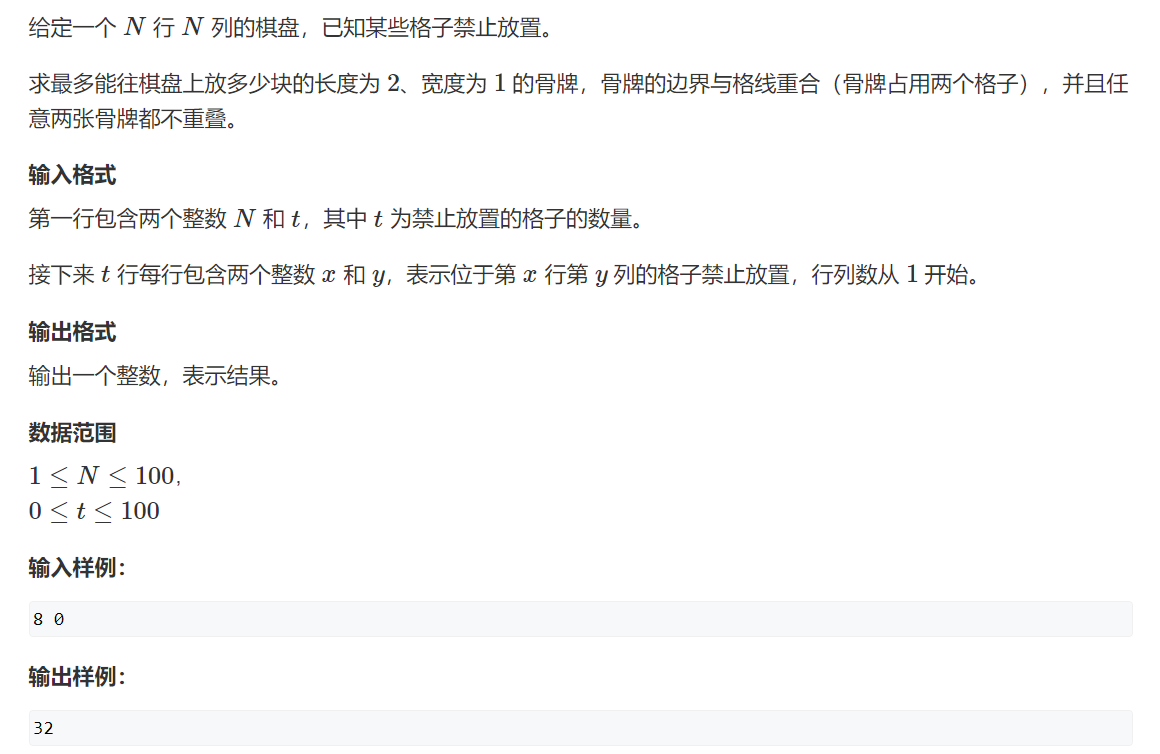 给定一个 N 行 N 列的棋盘，已知某些格子禁止放置。
求最多能往棋盘上放多少块的长度为 2、宽度为 1 的骨牌，骨牌的边界与格线重合（骨牌占用两个格子），并且任
意两张骨牌都不重叠。
输入格式
第一行包含两个整数 N 和 t，其中 t 为禁止放置的格子的数量。
接下来 t 行每行包含两个整数 x 和 y，表示位于第 x 行第 y 列的格子禁止放置，行列数从 1 开始。
输出格式
输出一个整数，表示结果。
数据范围
1 ≤ N ≤ 100,
0 ≤ t ≤ 100
输入样例：
8 0
输出样例：
32